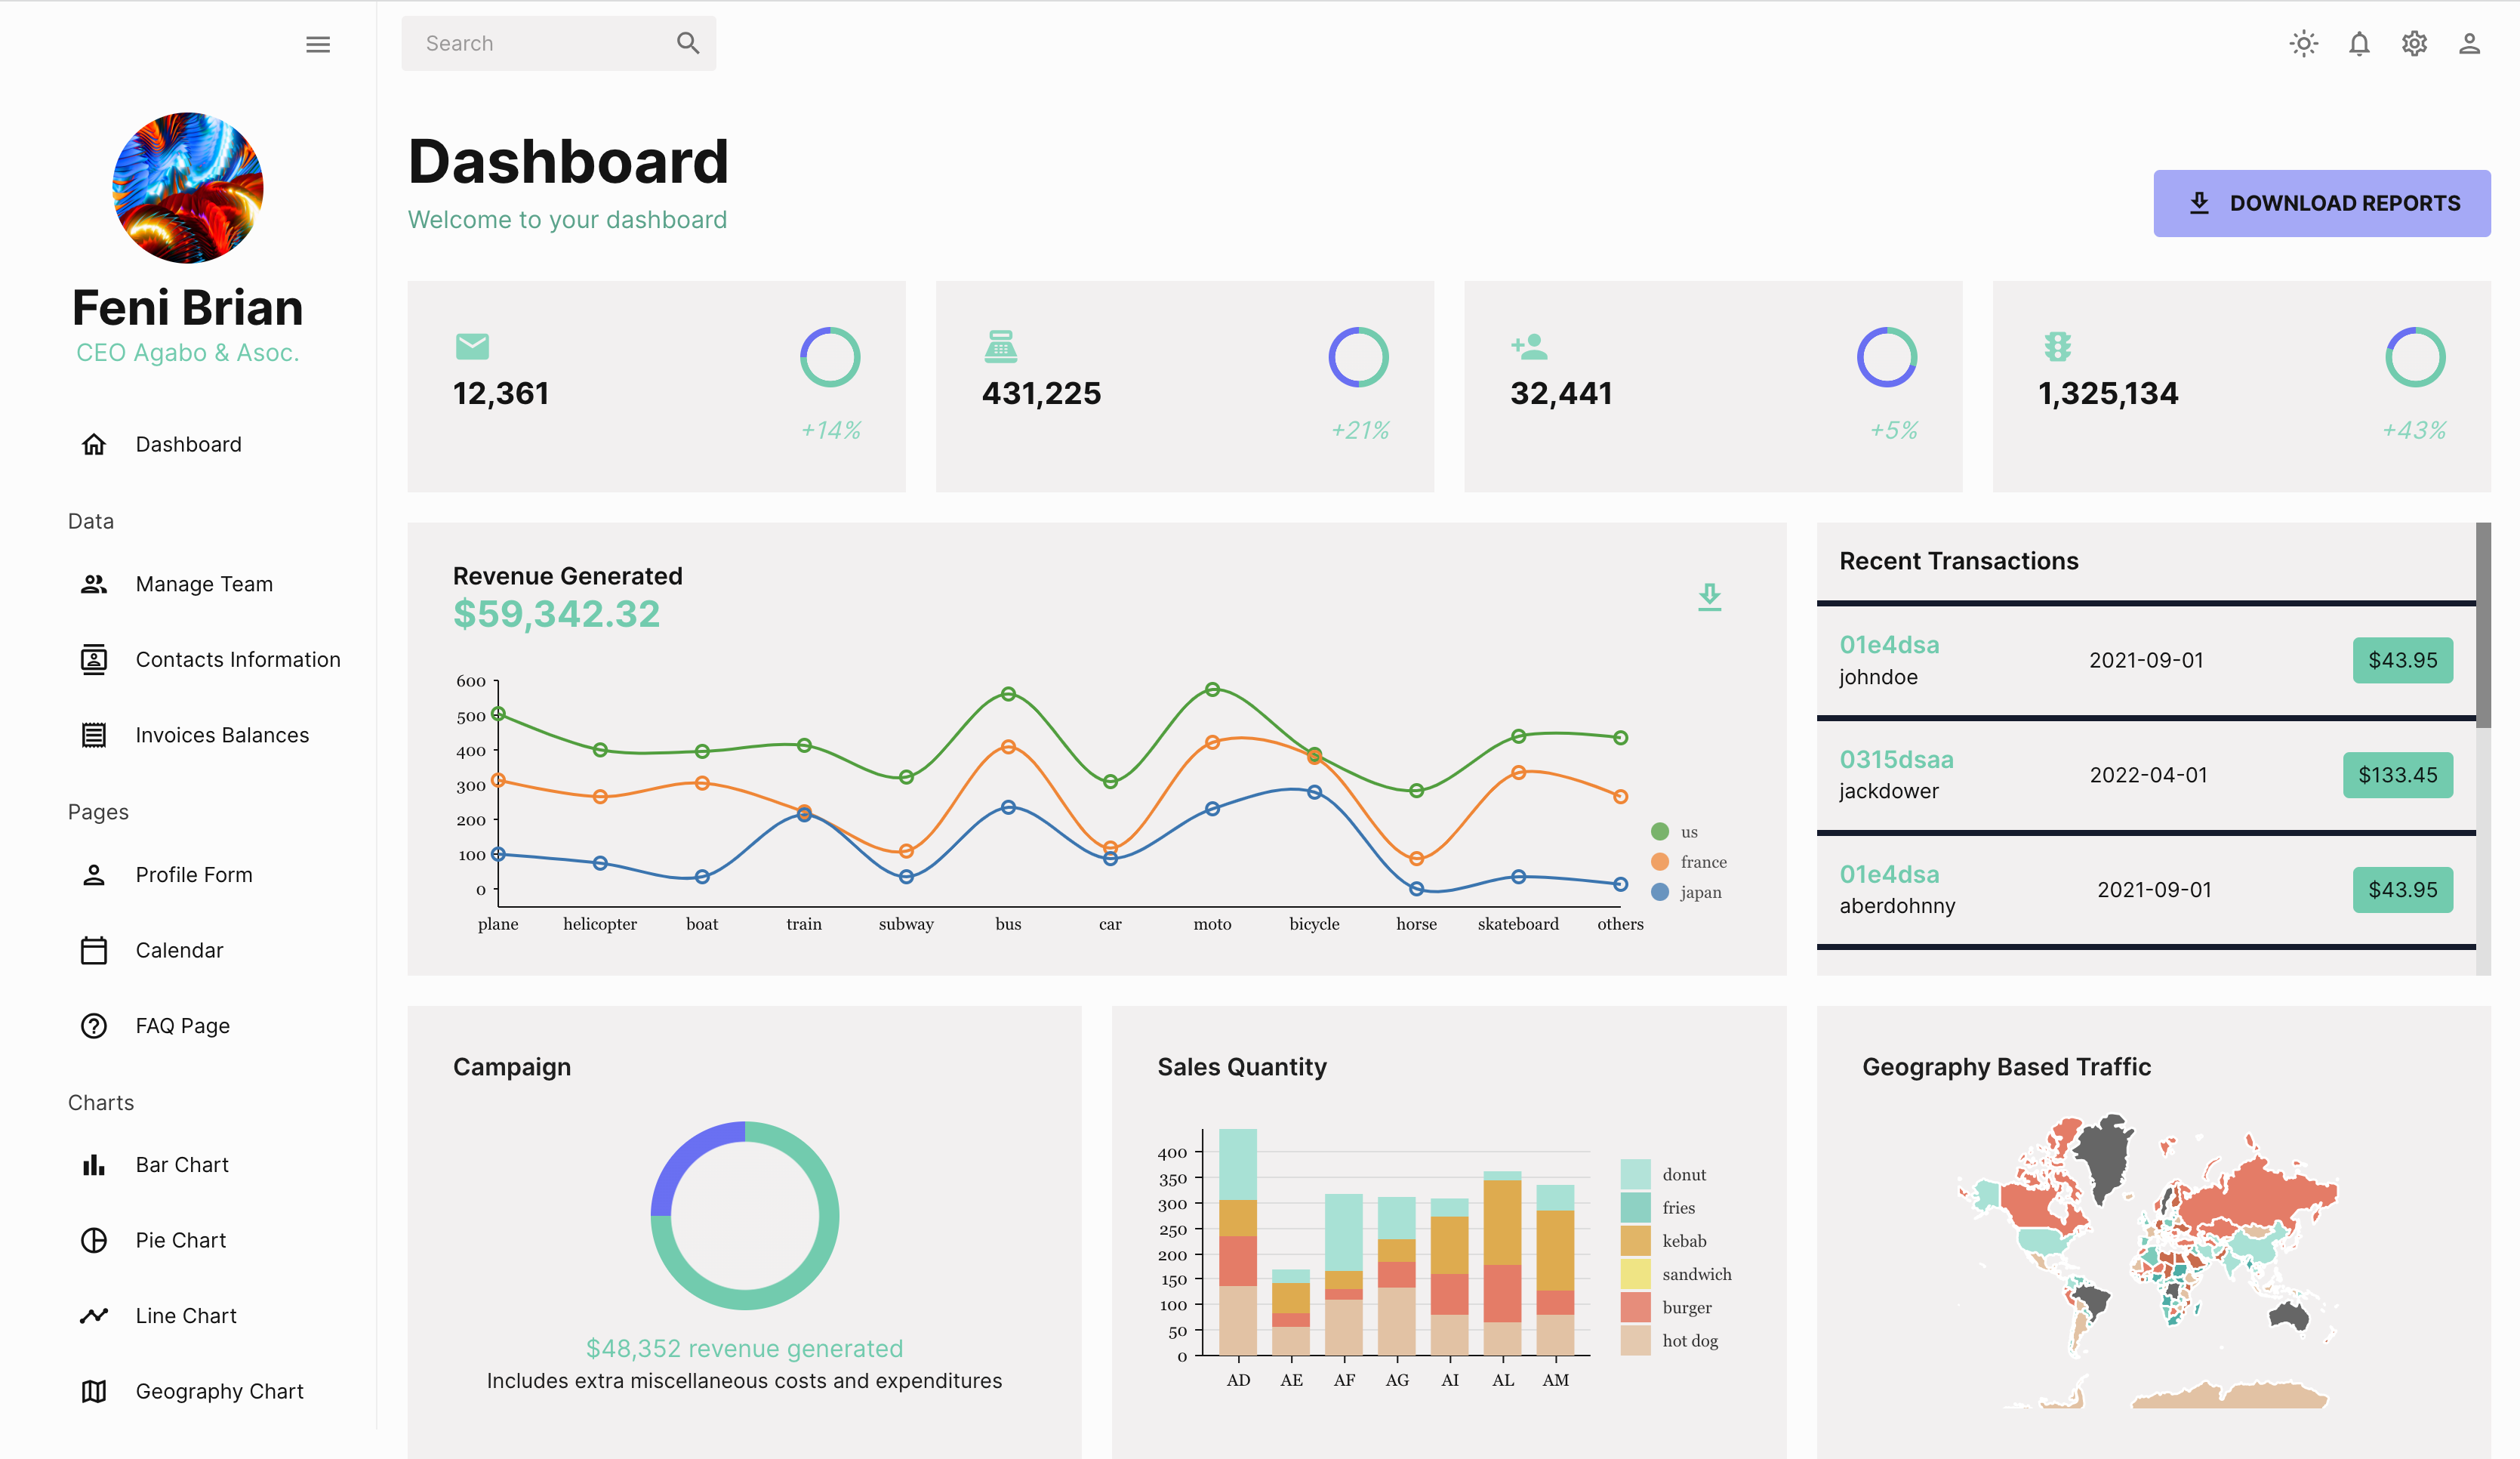 Search
Feni Brian
CEO Agabo & Asoc.
Dashboard
Data
Manage Team
Contacts Information
Invoices Balances
Pages
Profile Form
Calendar
FAQ Page
Charts
Bar Chart
Pie Chart
Line Chart
Geography Chart
Dashboard
Welcome to your dashboard
DOWNLOAD REPORTS
12,361
+14%
431,225
+21%
32,441
+5%
1,325,134
+43%
Revenue Generated
$59,342.32
600
500
400
300
200
100
0
plane helicopter boat train subway bus car moto bicycle horse skateboard others
us
france
japan
Recent Transactions
01e4dsa
johndoe
2021-09-01
$43.95
0315dsaa
jackdower
2022-04-01
$133.45
01e4dsa
aberdohnny
2021-09-01
$43.95
Campaign
$48,352 revenue generated
Includes extra miscellaneous costs and expenditures
Sales Quantity
400
350
300
250
200
150
100
50
0
AD AE AF AG AI AL AM
donut
fries
kebab
sandwich
burger
hot dog
Geography Based Traffic